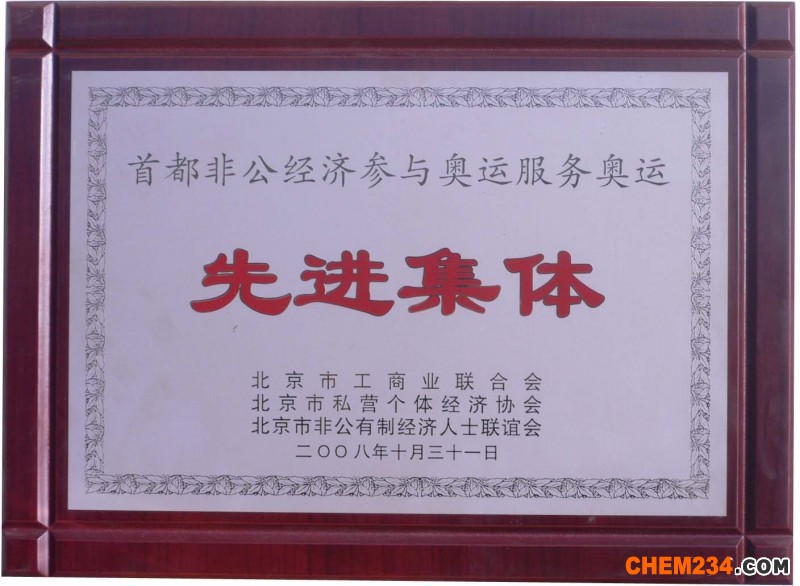 首都非公经济参与奥运服务奥运
先进集体
北京市工商业联合会
北京市私营个体经济协会
北京市非公有制经济人士联谊会
二〇〇八年十月三十一日
CHEM234.COM